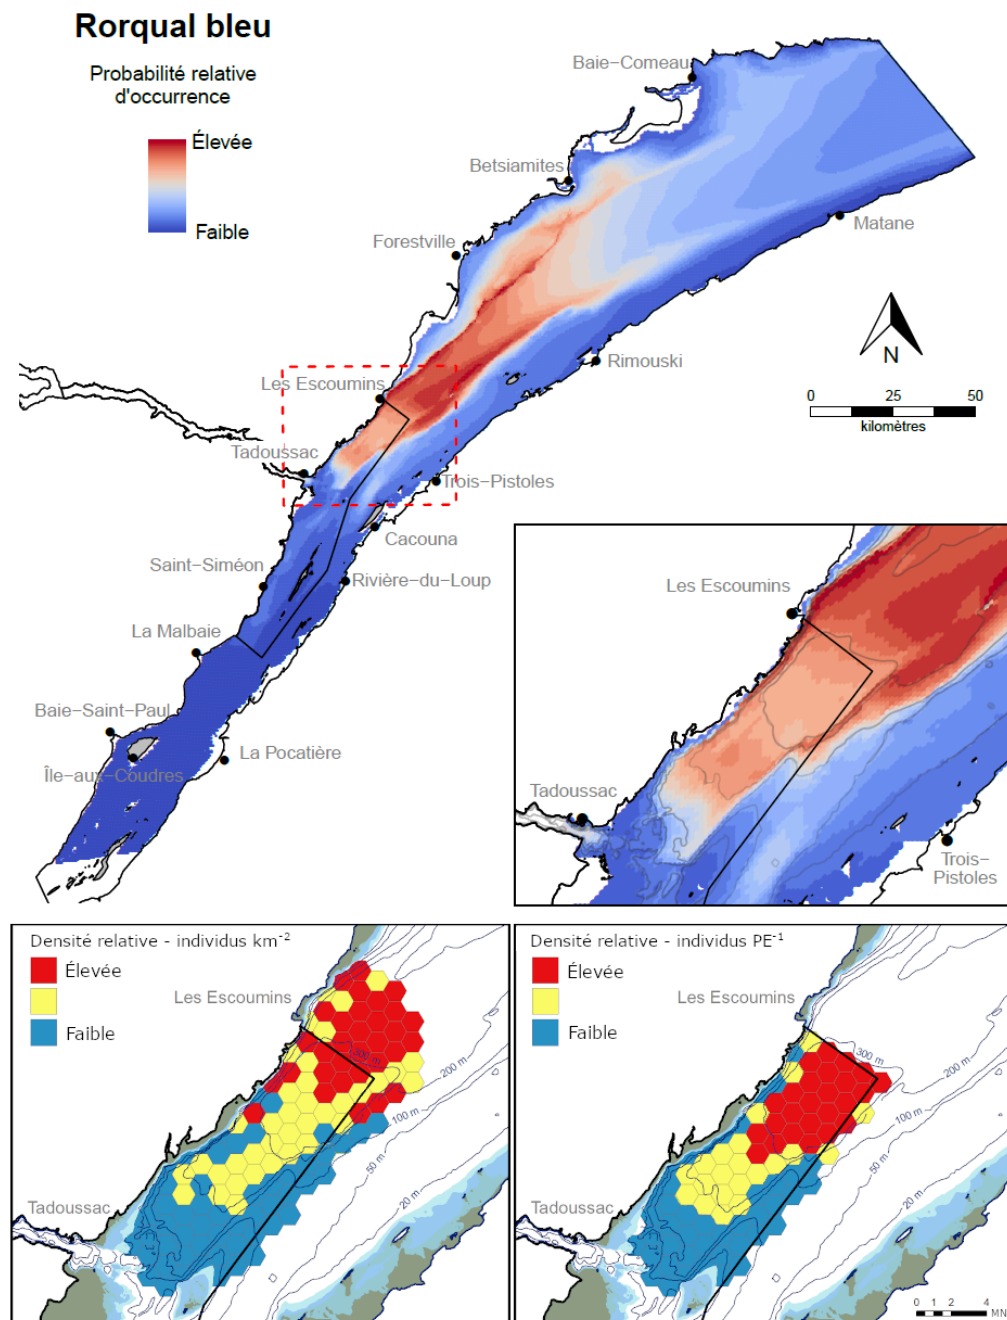 Rorqual bleu
Probabilité relative
d'occurrence
Élevée
Faible
Baie-Comeau
Betsiamites
Matane
Forestville
N
Rimouski
0 25 50
kilomètres
Les Escoumins
Tadoussac
Trois-Pistoles
Cacouna
Saint-Siméon
Rivière-du-Loup
La Malbaie
Baie-Saint-Paul
La Pocatière
Île-aux-Coudres
Les Escoumins
Tadoussac
Trois-
Pistoles
Densité relative - individus km⁻²
Élevée
Faible
Les Escoumins
300 m
200 m
100 m
50 m
20 m
Tadoussac
Densité relative - individus PE⁻¹
Élevée
Faible
Les Escoumins
300 m
200 m
100 m
50 m
20 m
Tadoussac
0 1 2 4
MN